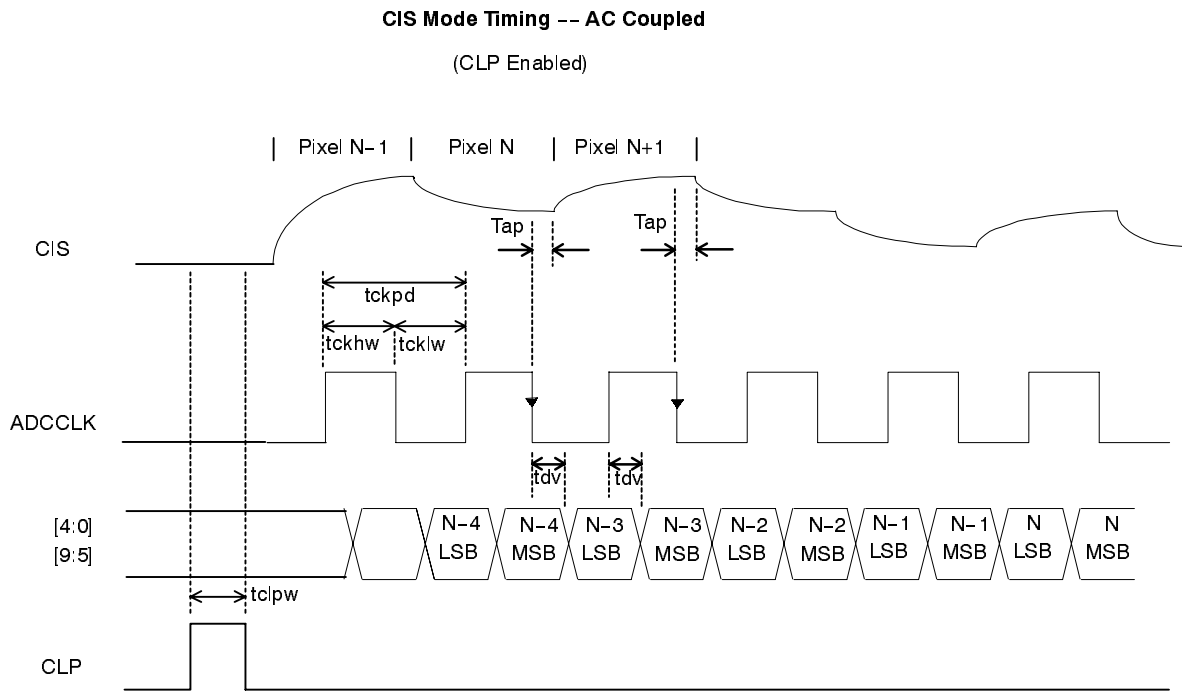 CIS Mode Timing -- AC Coupled
(CLP Enabled)
| Pixel N-1 | Pixel N | Pixel N+1 |
Tap Tap
CIS
tckpd
tckhw tcklw
ADCCLK
tdv tdv
[4:0] N-4 N-4 N-3 N-3 N-2 N-2 N-1 N-1 N N
[9:5] LSB MSB LSB MSB LSB MSB LSB MSB LSB MSB
tclpw
CLP